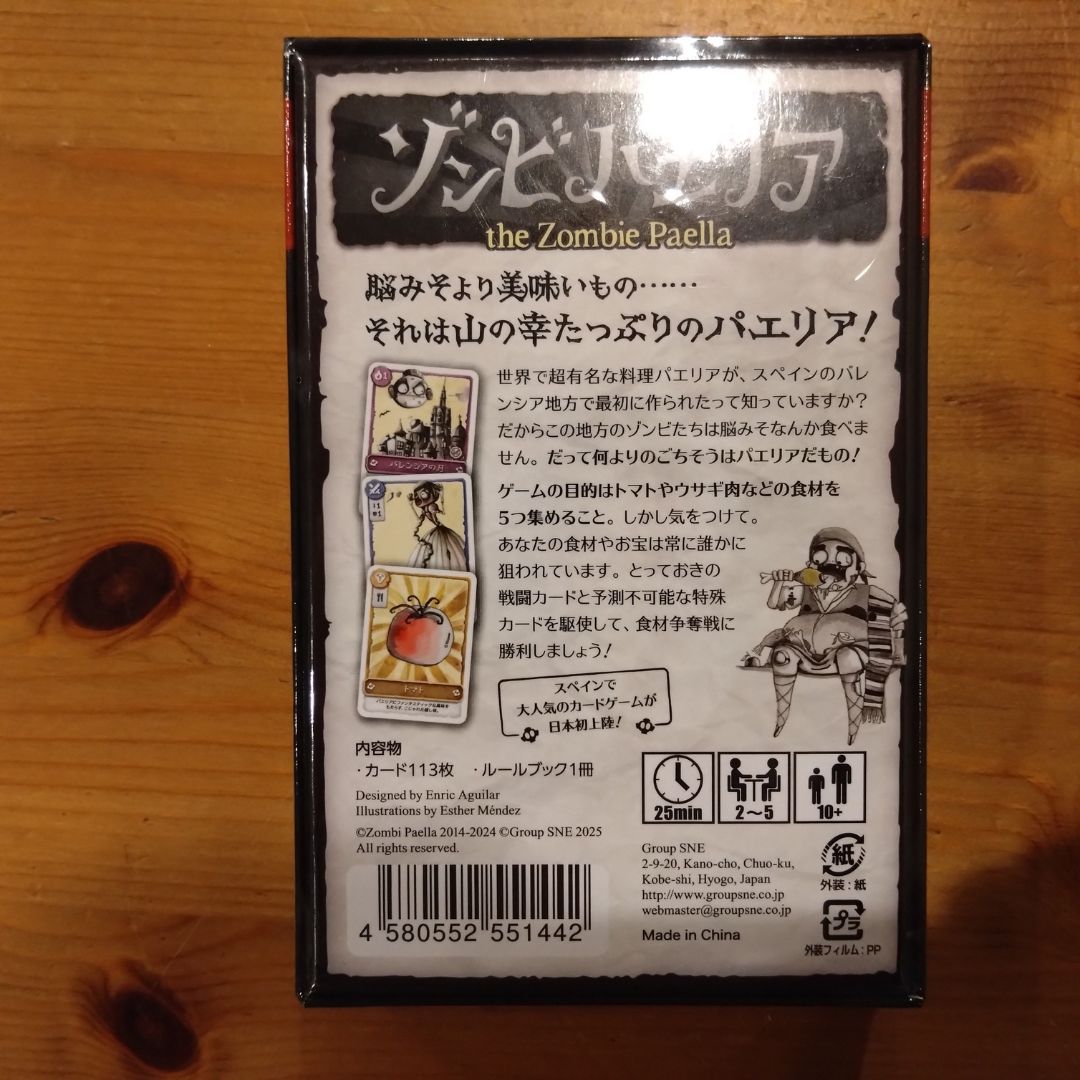 ゾンビパエリア
the Zombie Paella
脳みそより美味いもの……
それは山の幸たっぷりのパエリア！
世界で超有名な料理パエリアが、スペインのバレ
ンシア地方で最初に作られたって知っていますか？
だからこの地方のゾンビたちは脳みそなんか食べま
せん。だって何よりのごちそうはパエリアだもの！
ゲームの目的はトマトやウサギ肉などの食材を
5つ集めること。しかし気をつけて。
あなたの食材やお宝は常に誰かに
狙われています。とっておきの
戦闘カードと予測不可能な特殊
カードを駆使して、食材争奪戦に
勝利しましょう！
1
バレンシアの月
トマト
スペインで
大人気のカードゲームが
日本初上陸！
内容物
・カード113枚 ・ルールブック1冊
Designed by Enric Aguilar
Illustrations by Esther Méndez
©Zombi Paella 2014-2024 ©Group SNE 2025
All rights reserved.
4 580552 551442
25min
2～5
10+
Group SNE
2-9-20, Kano-cho, Chuo-ku,
Kobe-shi, Hyogo, Japan
http://www.groupsne.co.jp
webmaster@groupsne.co.jp
Made in China
紙
外装：紙
プラ
外装フィルム：PP